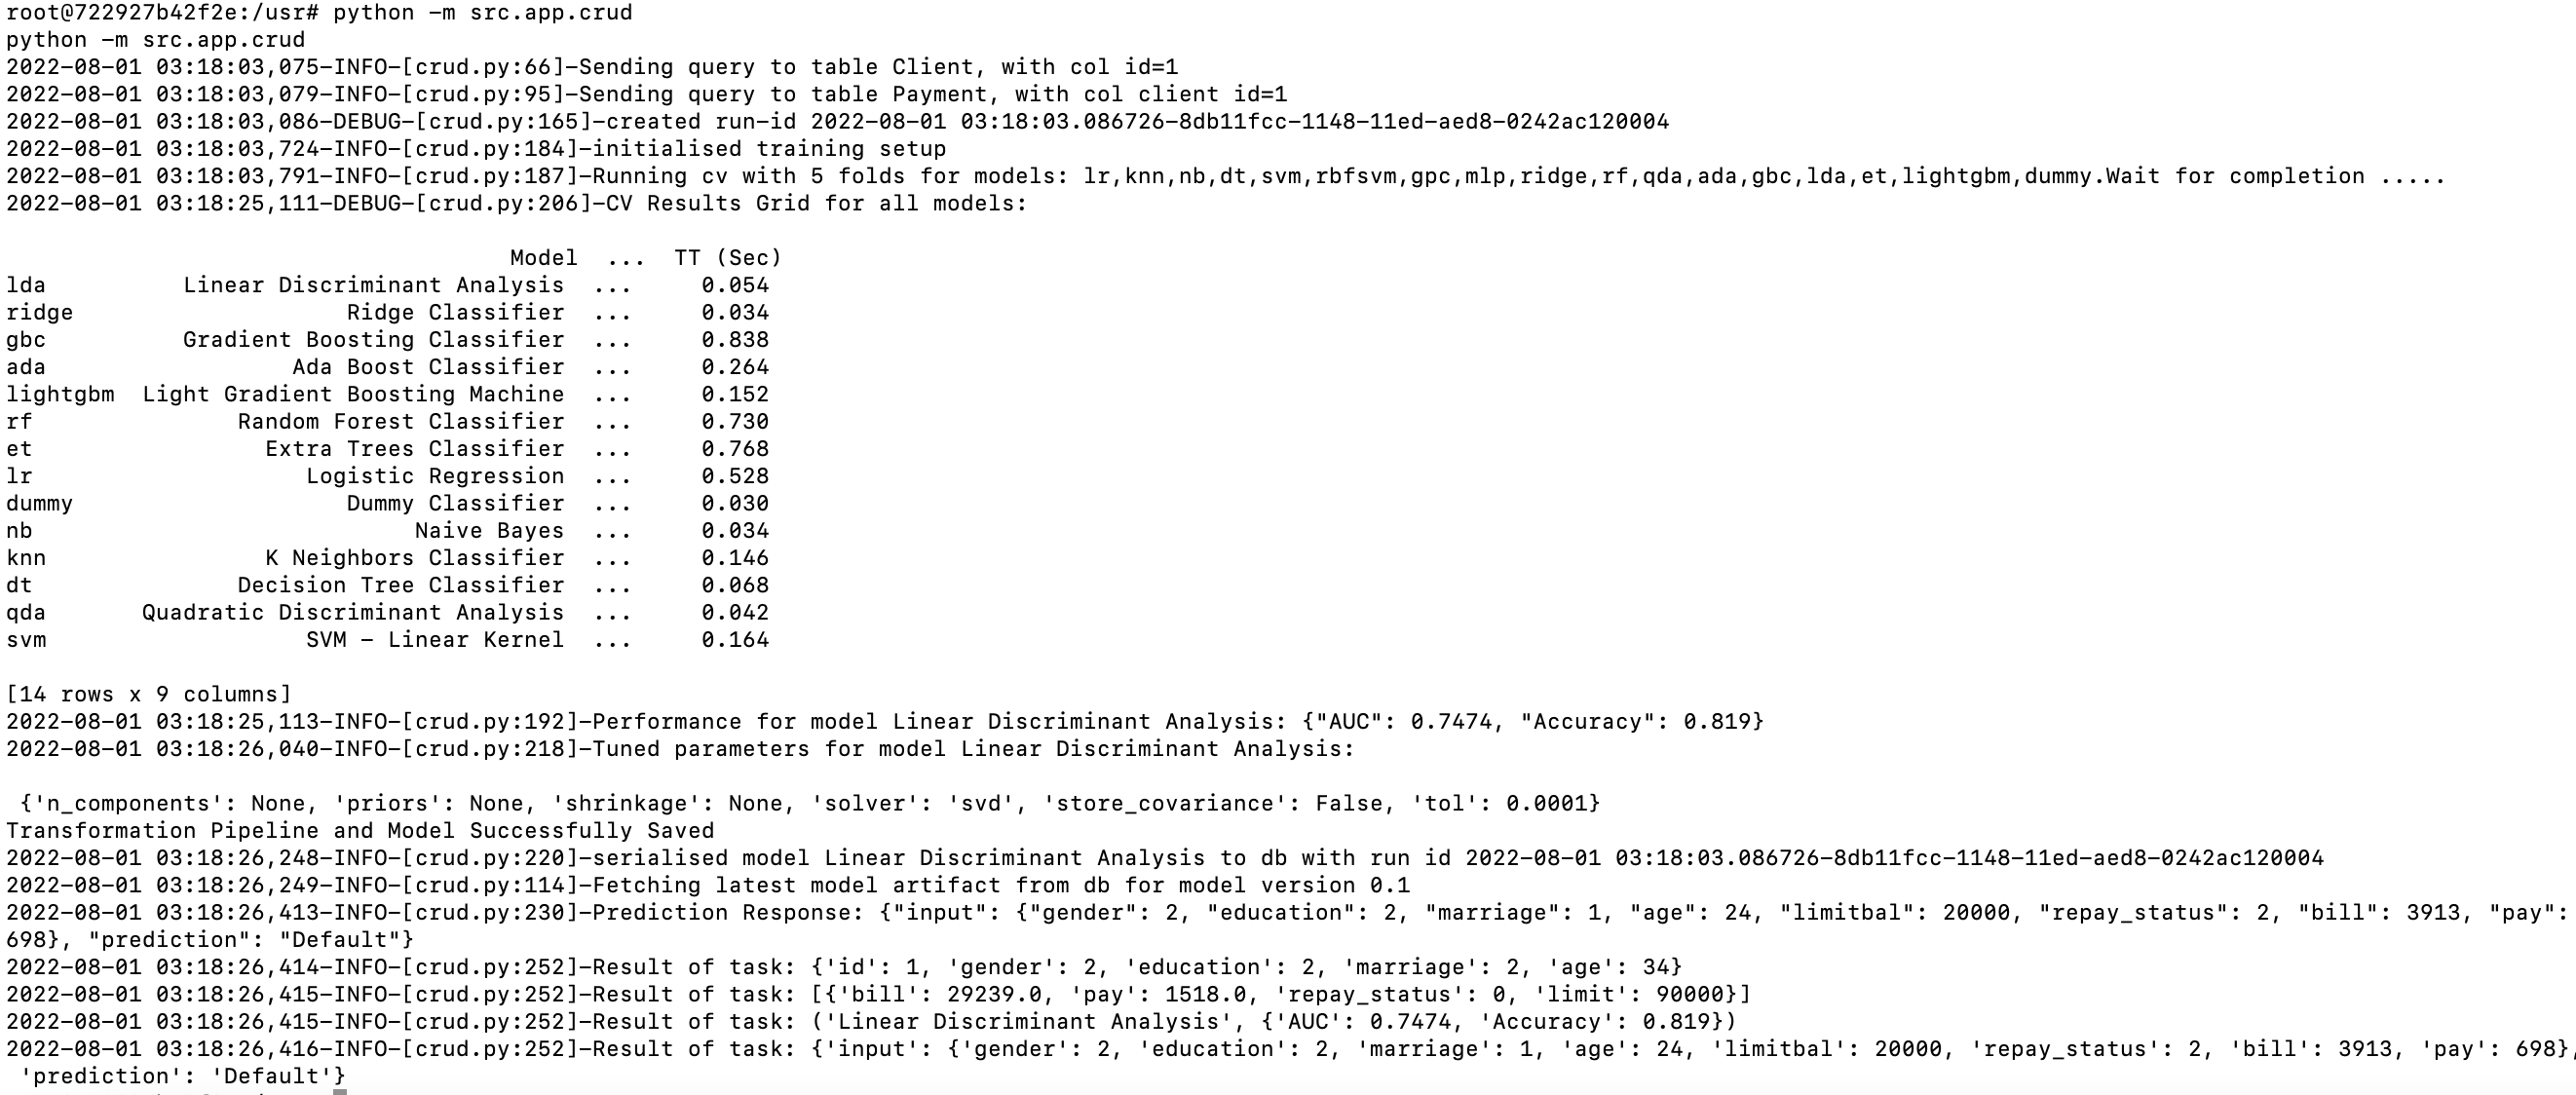 root@722927b42f2e:/usr# python -m src.app.crud
python -m src.app.crud
2022-08-01 03:18:03,075-INFO-[crud.py:66]-Sending query to table Client, with col id=1
2022-08-01 03:18:03,079-INFO-[crud.py:95]-Sending query to table Payment, with col client id=1
2022-08-01 03:18:03,086-DEBUG-[crud.py:165]-created run-id 2022-08-01 03:18:03.086726-8db11fcc-1148-11ed-aed8-0242ac120004
2022-08-01 03:18:03,724-INFO-[crud.py:184]-initialised training setup
2022-08-01 03:18:03,791-INFO-[crud.py:187]-Running cv with 5 folds for models: lr,knn,nb,dt,svm,rbfsvm,gpc,mlp,ridge,rf,qda,ada,gbc,lda,et,lightgbm,dummy.Wait for completion .....
2022-08-01 03:18:25,111-DEBUG-[crud.py:206]-CV Results Grid for all models:
Model ... TT (Sec)
lda Linear Discriminant Analysis ... 0.054
ridge Ridge Classifier ... 0.034
gbc Gradient Boosting Classifier ... 0.838
ada Ada Boost Classifier ... 0.264
lightgbm Light Gradient Boosting Machine ... 0.152
rf Random Forest Classifier ... 0.730
et Extra Trees Classifier ... 0.768
lr Logistic Regression ... 0.528
dummy Dummy Classifier ... 0.030
nb Naive Bayes ... 0.034
knn K Neighbors Classifier ... 0.146
dt Decision Tree Classifier ... 0.068
qda Quadratic Discriminant Analysis ... 0.042
svm SVM - Linear Kernel ... 0.164
[14 rows x 9 columns]
2022-08-01 03:18:25,113-INFO-[crud.py:192]-Performance for model Linear Discriminant Analysis: {"AUC": 0.7474, "Accuracy": 0.819}
2022-08-01 03:18:26,040-INFO-[crud.py:218]-Tuned parameters for model Linear Discriminant Analysis:
{'n_components': None, 'priors': None, 'shrinkage': None, 'solver': 'svd', 'store_covariance': False, 'tol': 0.0001}
Transformation Pipeline and Model Successfully Saved
2022-08-01 03:18:26,248-INFO-[crud.py:220]-serialised model Linear Discriminant Analysis to db with run id 2022-08-01 03:18:03.086726-8db11fcc-1148-11ed-aed8-0242ac120004
2022-08-01 03:18:26,249-INFO-[crud.py:114]-Fetching latest model artifact from db for model version 0.1
2022-08-01 03:18:26,413-INFO-[crud.py:230]-Prediction Response: {"input": {"gender": 2, "education": 2, "marriage": 1, "age": 24, "limitbal": 20000, "repay_status": 2, "bill": 3913, "pay":
698}, "prediction": "Default"}
2022-08-01 03:18:26,414-INFO-[crud.py:252]-Result of task: {'id': 1, 'gender': 2, 'education': 2, 'marriage': 2, 'age': 34}
2022-08-01 03:18:26,415-INFO-[crud.py:252]-Result of task: [{'bill': 29239.0, 'pay': 1518.0, 'repay_status': 0, 'limit': 90000}]
2022-08-01 03:18:26,415-INFO-[crud.py:252]-Result of task: ('Linear Discriminant Analysis', {'AUC': 0.7474, 'Accuracy': 0.819})
2022-08-01 03:18:26,416-INFO-[crud.py:252]-Result of task: {'input': {'gender': 2, 'education': 2, 'marriage': 1, 'age': 24, 'limitbal': 20000, 'repay_status': 2, 'bill': 3913, 'pay': 698},
'prediction': 'Default'}